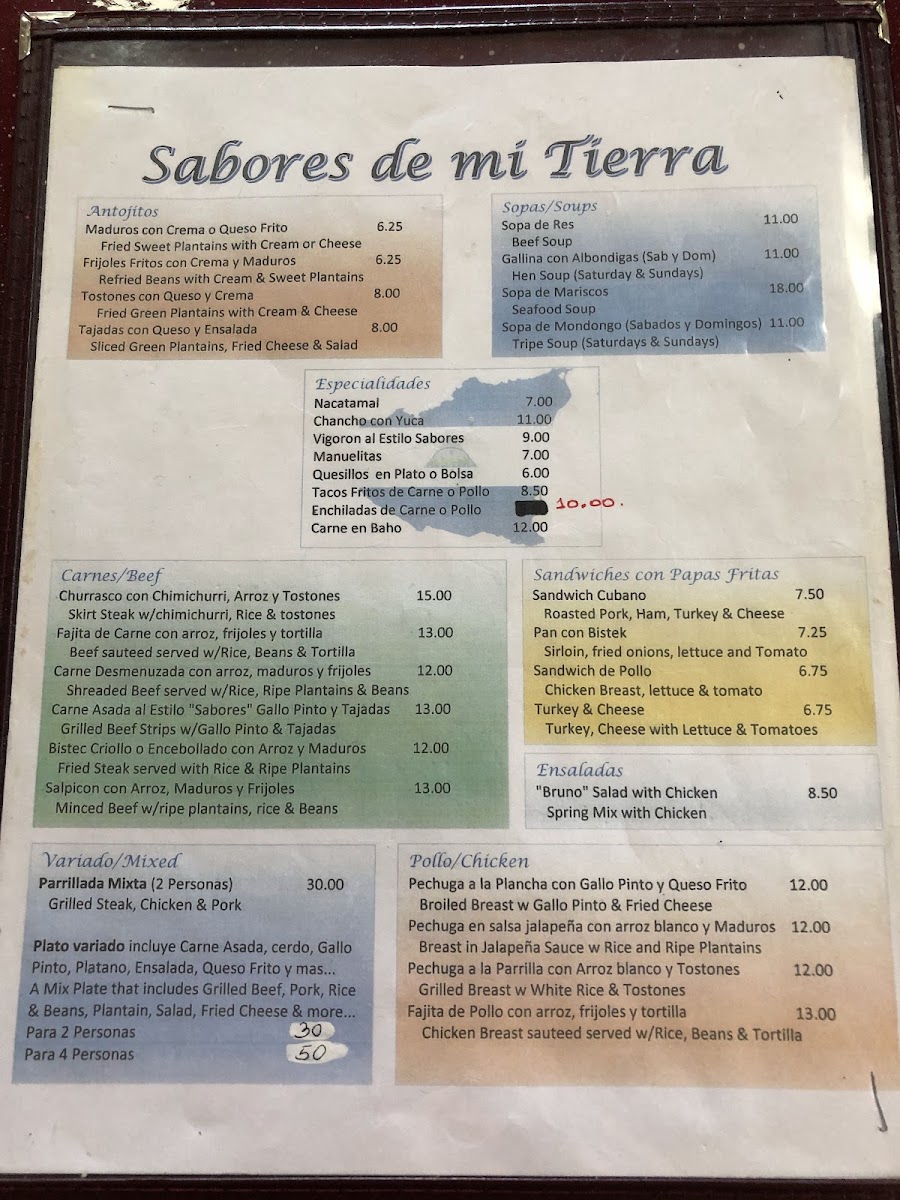 Sabores de mi Tierra
Antojitos
Maduros con Crema o Queso Frito 6.25
Fried Sweet Plantains with Cream or Cheese
Frijoles Fritos con Crema y Maduros 6.25
Refried Beans with Cream & Sweet Plantains
Tostones con Queso y Crema 8.00
Fried Green Plantains with Cream & Cheese
Tajadas con Queso y Ensalada 8.00
Sliced Green Plantains, Fried Cheese & Salad
Sopas/Soups
Sopa de Res 11.00
Beef Soup
Gallina con Albondigas (Sab y Dom) 11.00
Hen Soup (Saturday & Sundays)
Sopa de Mariscos 18.00
Seafood Soup
Sopa de Mondongo (Sabados y Domingos) 11.00
Tripe Soup (Saturdays & Sundays)
Especialidades
Nacatamal 7.00
Chancho con Yuca 11.00
Vigoron al Estilo Sabores 9.00
Manuelitas 7.00
Quesillos en Plato o Bolsa 6.00
Tacos Fritos de Carne o Pollo 8.50
Enchiladas de Carne o Pollo 10.00.
Carne en Baho 12.00
Carnes/Beef
Churrasco con Chimichurri, Arroz y Tostones 15.00
Skirt Steak w/chimichurri, Rice & tostones
Fajita de Carne con arroz, frijoles y tortilla 13.00
Beef sauteed served w/Rice, Beans & Tortilla
Carne Desmenuzada con arroz, maduros y frijoles 12.00
Shreaded Beef served w/Rice, Ripe Plantains & Beans
Carne Asada al Estilo "Sabores" Gallo Pinto y Tajadas 13.00
Grilled Beef Strips w/Gallo Pinto & Tajadas
Bistec Criollo o Encebollado con Arroz y Maduros 12.00
Fried Steak served with Rice & Ripe Plantains
Salpicon con Arroz, Maduros y Frijoles 13.00
Minced Beef w/ripe plantains, rice & Beans
Sandwiches con Papas Fritas
Sandwich Cubano 7.50
Roasted Pork, Ham, Turkey & Cheese
Pan con Bistek 7.25
Sirloin, fried onions, lettuce and Tomato
Sandwich de Pollo 6.75
Chicken Breast, lettuce & tomato
Turkey & Cheese 6.75
Turkey, Cheese with Lettuce & Tomatoes
Ensaladas
"Bruno" Salad with Chicken 8.50
Spring Mix with Chicken
Variado/Mixed
Parrillada Mixta (2 Personas) 30.00
Grilled Steak, Chicken & Pork
Plato variado incluye Carne Asada, cerdo, Gallo
Pinto, Platano, Ensalada, Queso Frito y mas...
A Mix Plate that includes Grilled Beef, Pork, Rice
& Beans, Plantain, Salad, Fried Cheese & more...
Para 2 Personas 30
Para 4 Personas 50
Pollo/Chicken
Pechuga a la Plancha con Gallo Pinto y Queso Frito 12.00
Broiled Breast w Gallo Pinto & Fried Cheese
Pechuga en salsa jalapeña con arroz blanco y Maduros 12.00
Breast in Jalapeña Sauce w Rice and Ripe Plantains
Pechuga a la Parrilla con Arroz blanco y Tostones 12.00
Grilled Breast w White Rice & Tostones
Fajita de Pollo con arroz, frijoles y tortilla 13.00
Chicken Breast sauteed served w/Rice, Beans & Tortilla